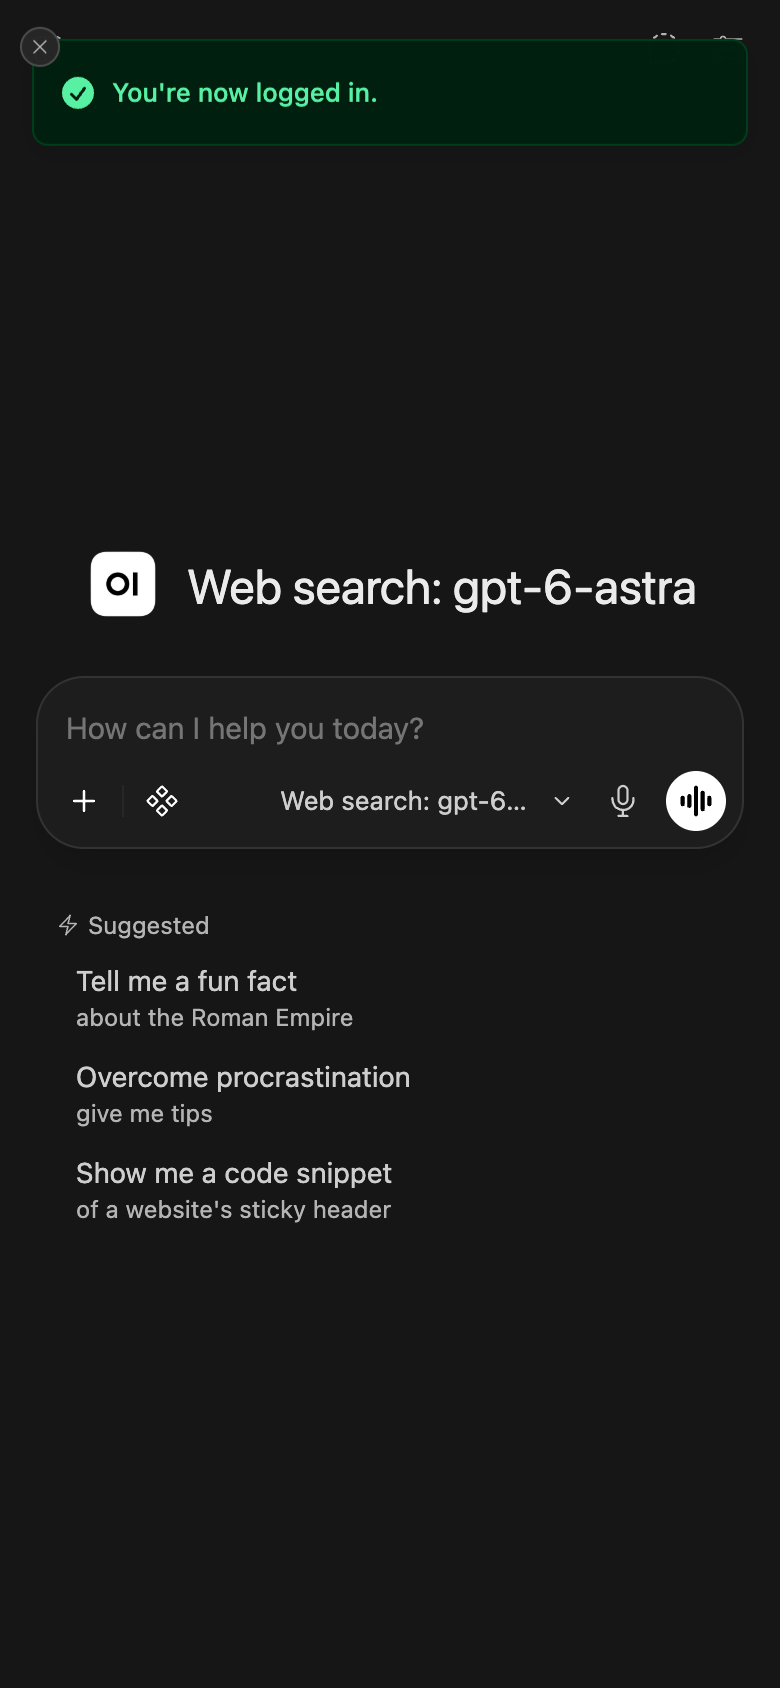 You're now logged in.
OI Web search: gpt-6-astra
How can I help you today?
Web search: gpt-6...
Suggested
Tell me a fun fact
about the Roman Empire
Overcome procrastination
give me tips
Show me a code snippet
of a website's sticky header